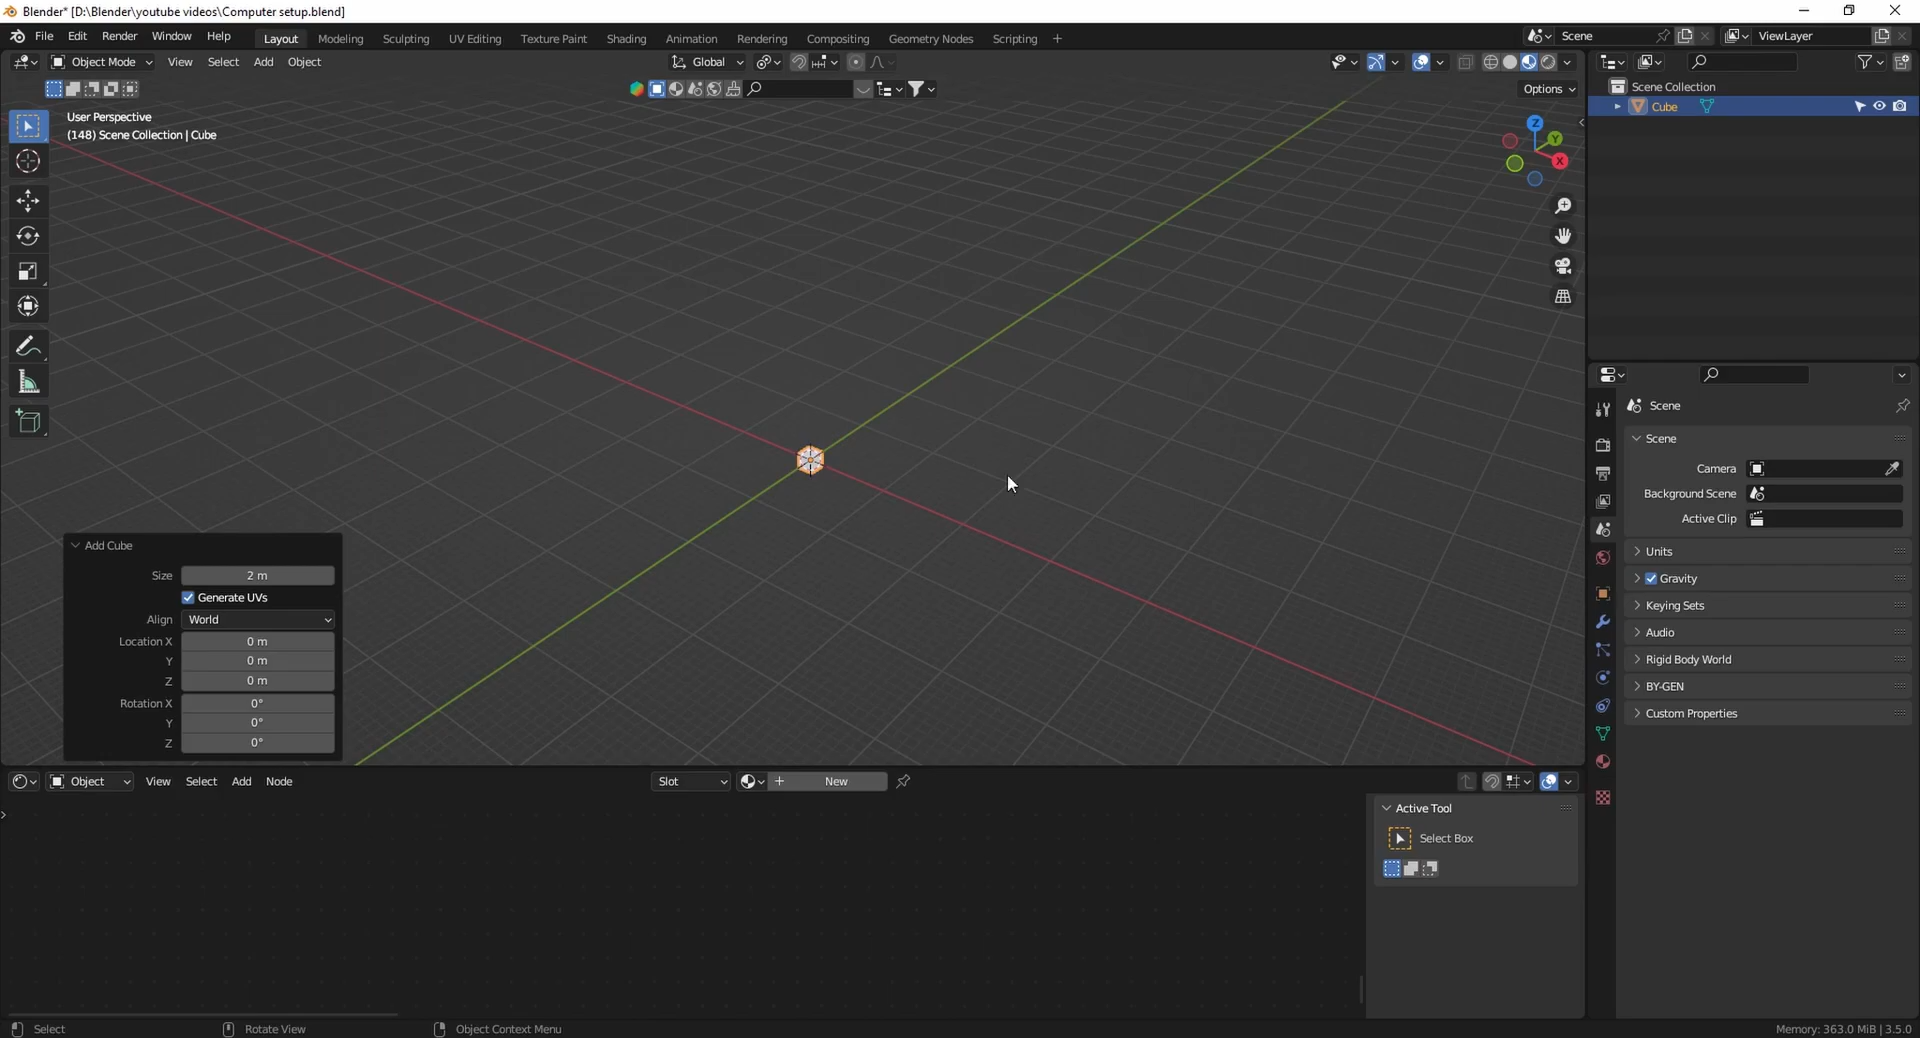 Blender* [D:\Blender\youtube videos\Computer setup.blend]
File Edit Render Window Help Layout Modeling Sculpting UV Editing Texture Paint Shading Animation Rendering Compositing Geometry Nodes Scripting + Scene ViewLayer
Object Mode View Select Add Object Global
Options
User Perspective
(148) Scene Collection | Cube
Z
Y
X
Scene Collection
Cube
Scene
Scene
Camera
Background Scene
Active Clip
Units
Gravity
Keying Sets
Audio
Rigid Body World
BY-GEN
Custom Properties
Add Cube
Size 2 m
Generate UVs
Align World
Location X 0 m
Y 0 m
Z 0 m
Rotation X 0°
Y 0°
Z 0°
Object View Select Add Node Slot New
Active Tool
Select Box
Select Rotate View Object Context Menu Memory: 363.0 MiB | 3.5.0